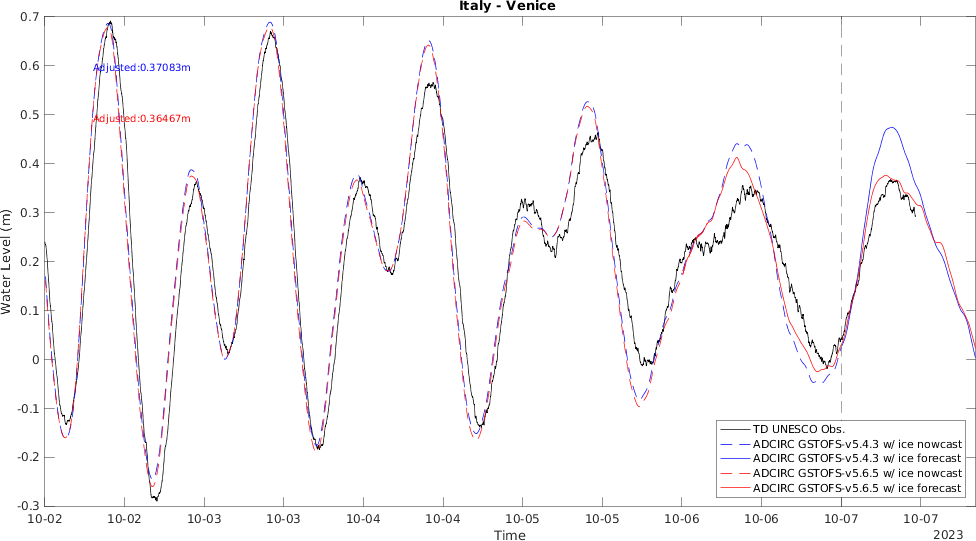 Italy - Venice
0.7
0.6
0.5
0.4
0.3
0.2
0.1
0
-0.1
-0.2
-0.3
Water Level (m)
Adjusted:0.37083m
Adjusted:0.36467m
TD UNESCO Obs.
ADCIRC GSTOFS-v5.4.3 w/ ice nowcast
ADCIRC GSTOFS-v5.4.3 w/ ice forecast
ADCIRC GSTOFS-v5.6.5 w/ ice nowcast
ADCIRC GSTOFS-v5.6.5 w/ ice forecast
10-02 10-02 10-03 10-03 10-04 10-04 10-05 10-05 10-06 10-06 10-07 10-07
Time
2023